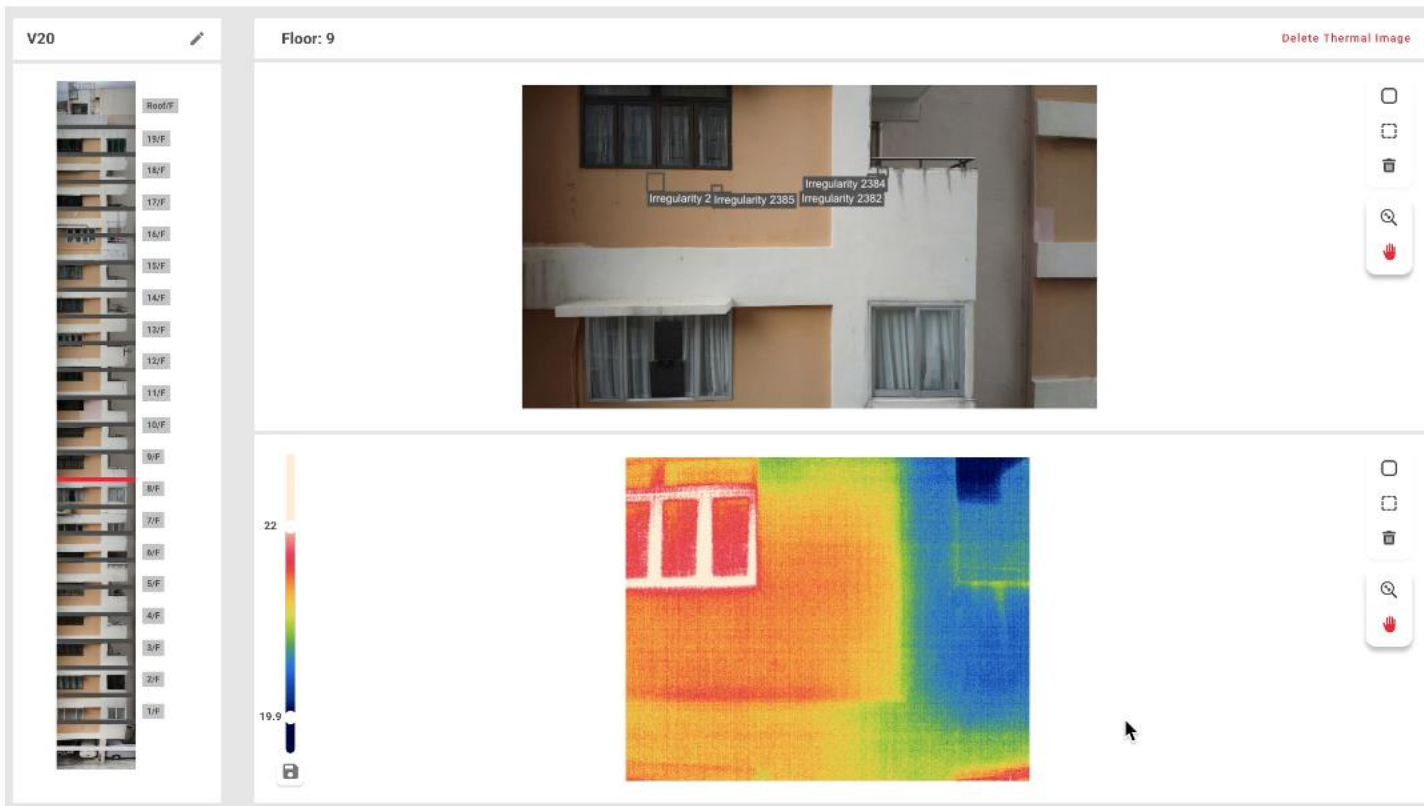 V20
Floor: 9
Delete Thermal Image
Roof/F
19/F
18/F
17/F
16/F
15/F
14/F
13/F
12/F
11/F
10/F
9/F
8/F
7/F
6/F
5/F
4/F
3/F
2/F
1/F
Irregularity 2384
Irregularity 2
Irregularity 2385
Irregularity 2382
22
19.9